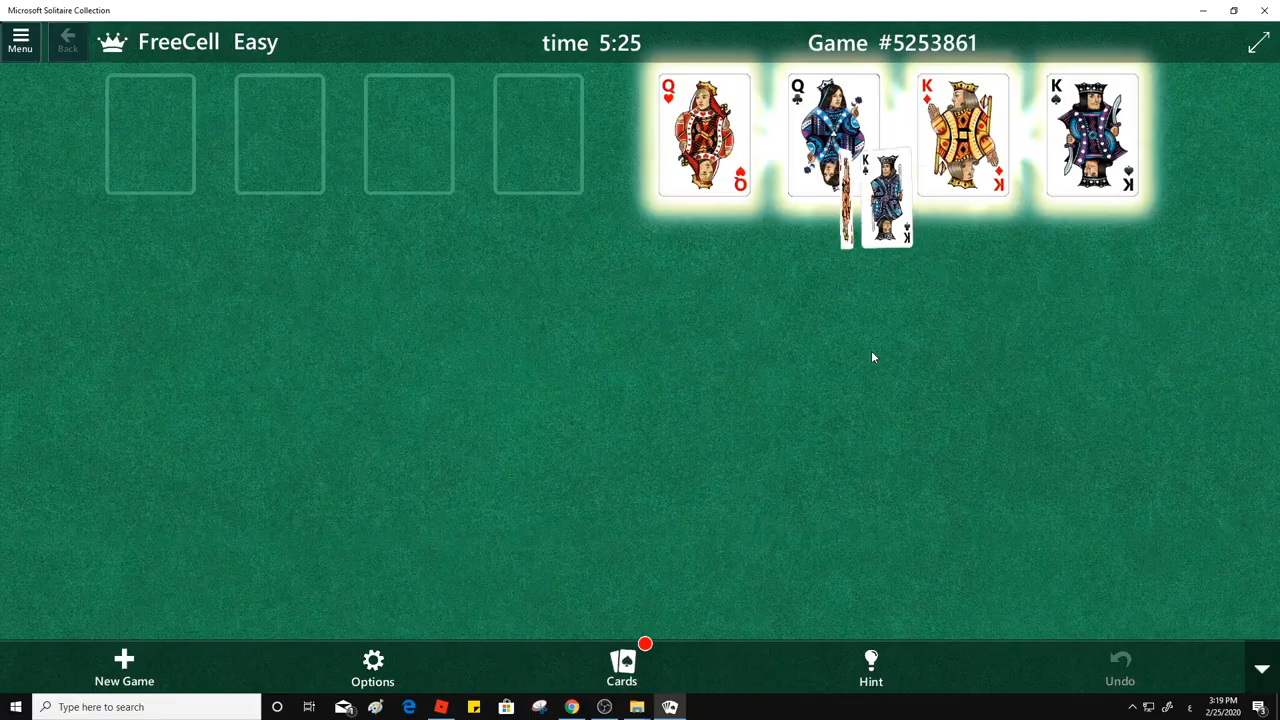 Microsoft Solitaire Collection
Menu
Back
FreeCell Easy
time 5:25
Game #5253861
Q
Q
K
K
K
Q
K
K
K
New Game
Options
Cards
Hint
Undo
Type here to search
3:19 PM
2/25/2020